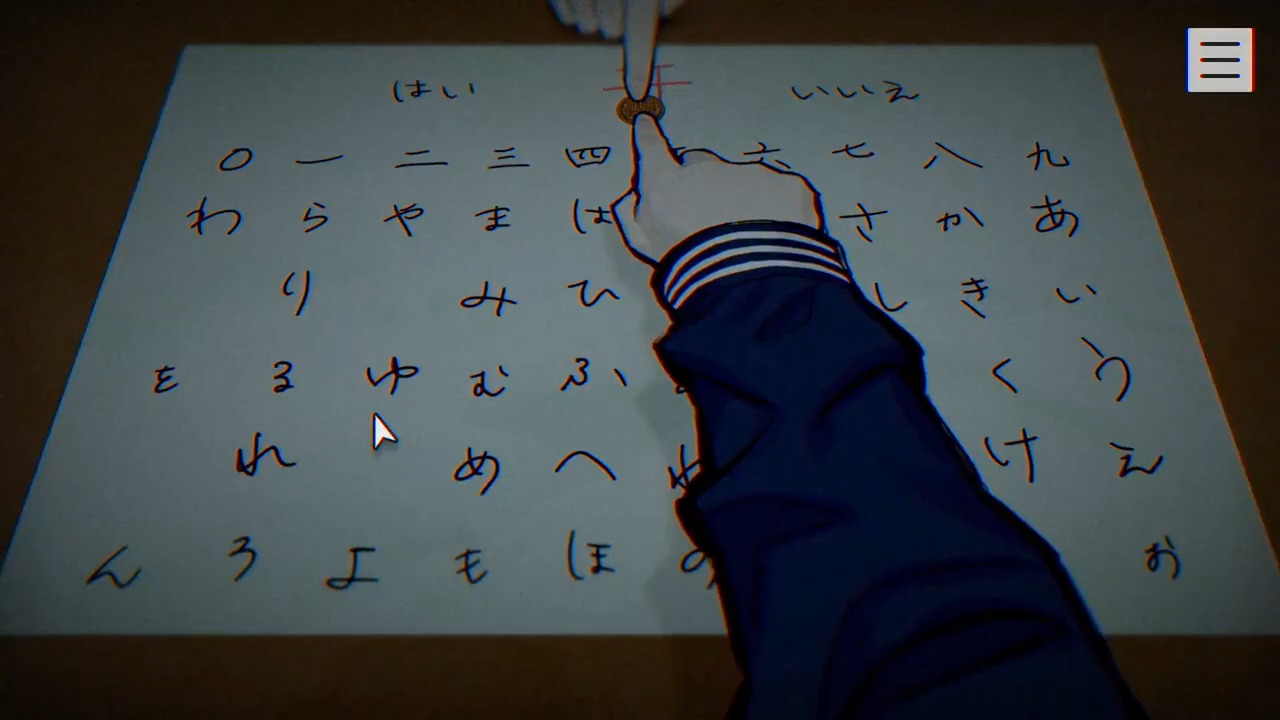 はい いいえ
〇 一 二 三 四 六 七 八 九
わ ら や ま は さ か あ
り み ひ し き い
を る ゆ む ふ く う
れ め へ け え
ん ろ よ も ほ の お